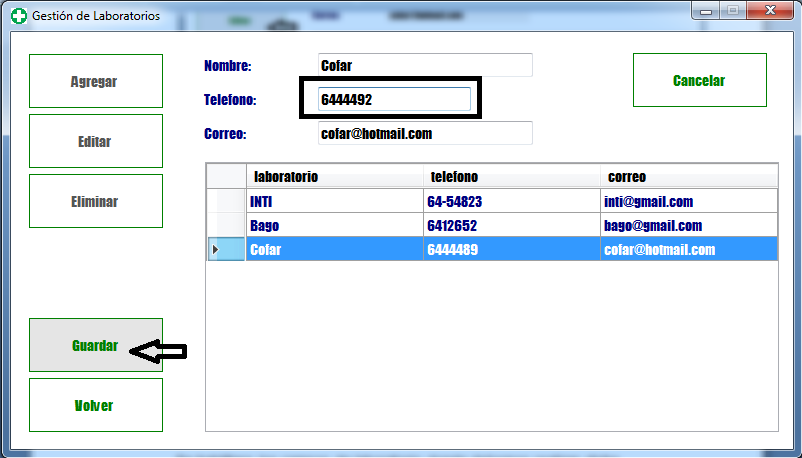 Gestión de Laboratorios
Agregar
Editar
Eliminar
Guardar
Volver
Nombre: Cofar
Telefono: 6444492
Correo: cofar@hotmail.com
Cancelar
laboratorio telefono correo
INTI 64-54823 inti@gmail.com
Bago 6412652 bago@gmail.com
Cofar 6444489 cofar@hotmail.com